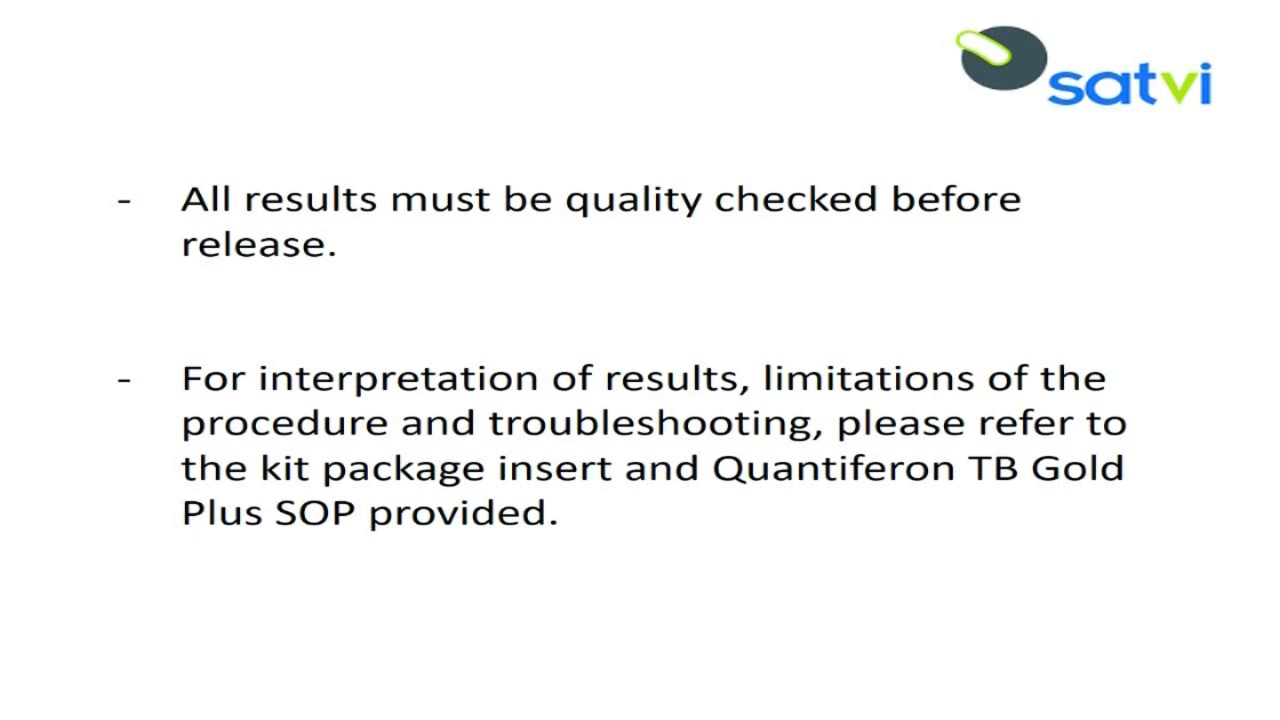 satvi
- All results must be quality checked before
release.
- For interpretation of results, limitations of the
procedure and troubleshooting, please refer to
the kit package insert and Quantiferon TB Gold
Plus SOP provided.